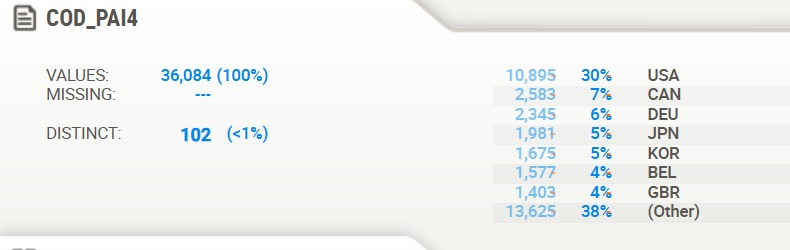 COD_PAI4
VALUES: 36,084 (100%)
MISSING: ---
DISTINCT: 102 (<1%)
10,895 30% USA
2,583 7% CAN
2,345 6% DEU
1,981 5% JPN
1,675 5% KOR
1,577 4% BEL
1,403 4% GBR
13,625 38% (Other)